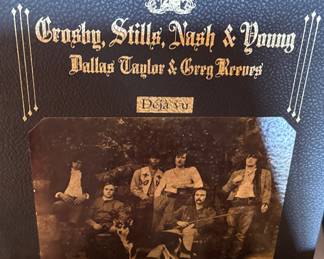 Crosby, Stills, Nash & Young
Dallas Taylor & Greg Reeves
Déjà vu